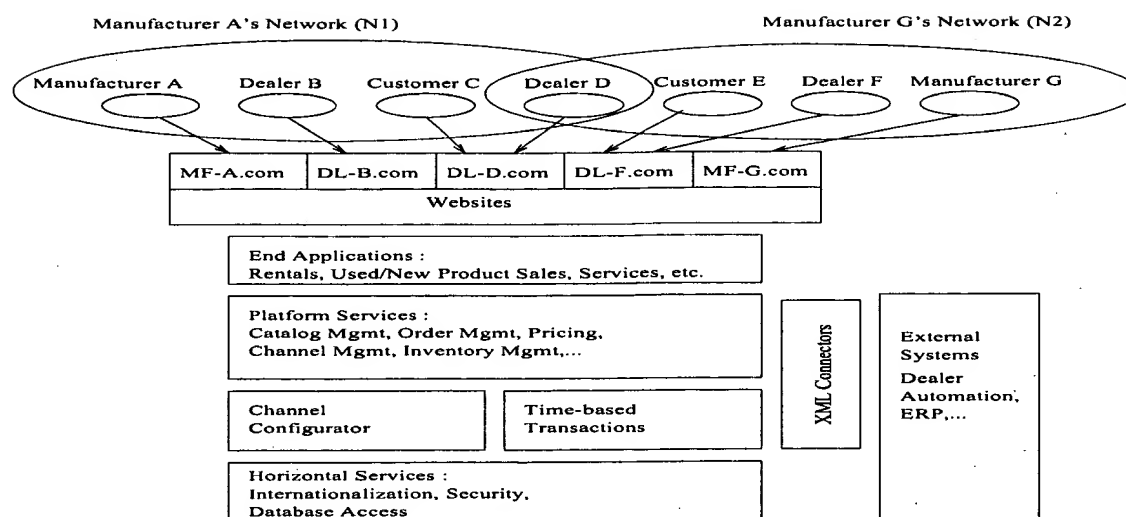 Manufacturer A's Network (N1)
Manufacturer G's Network (N2)
Manufacturer A
Dealer B
Customer C
Dealer D
Customer E
Dealer F
Manufacturer G
MF-A.com
DL-B.com
DL-D.com
DL-F.com
MF-G.com
Websites
End Applications :
Rentals, Used/New Product Sales, Services, etc.
Platform Services :
Catalog Mgmt, Order Mgmt, Pricing,
Channel Mgmt, Inventory Mgmt,...
Channel
Configurator
Time-based
Transactions
Horizontal Services :
Internationalization, Security,
Database Access
XML Connectors
External
Systems
Dealer
Automation,
ERP,...